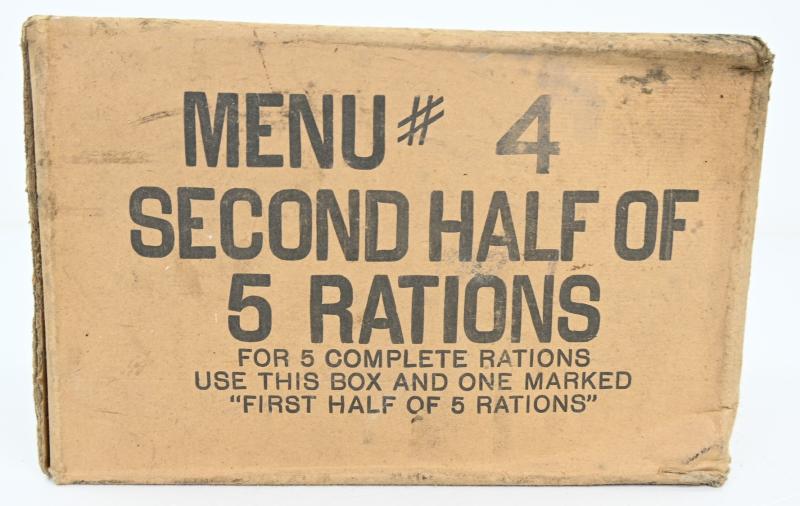 MENU # 4
SECOND HALF OF
5 RATIONS
FOR 5 COMPLETE RATIONS
USE THIS BOX AND ONE MARKED
"FIRST HALF OF 5 RATIONS"